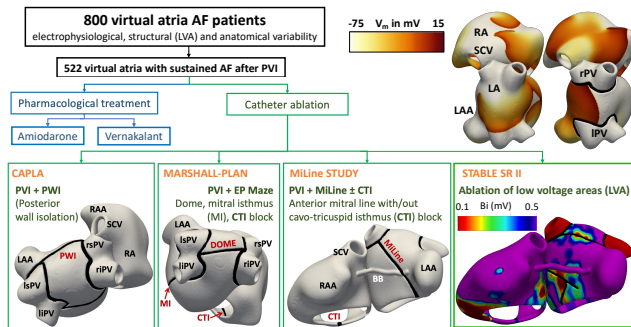 800 virtual atria AF patients
electrophysiological, structural (LVA) and anatomical variability
522 virtual atria with sustained AF after PVI
Pharmacological treatment
Catheter ablation
Amiodarone
Vernakalant
-75 Vm in mV 15
RA
SCV
LA
LAA
rPV
lPV
CAPLA
PVI + PWI
(Posterior
wall isolation)
RAA
SCV
LAA
PWI
rsPV
RA
lsPV
riPV
liPV
MARSHALL-PLAN
PVI + EP Maze
Dome, mitral isthmus
(MI), CTI block
LAA
lsPV
DOME
rsPV
liPV
riPV
MI
CTI
MiLine STUDY
PVI + MiLine ± CTI
Anterior mitral line with/out
cavo-tricuspid isthmus (CTI) block
SCV
MiLine
LAA
RAA
BB
CTI
STABLE SR II
Ablation of low voltage areas (LVA)
Bi (mV)
0.1
0.5